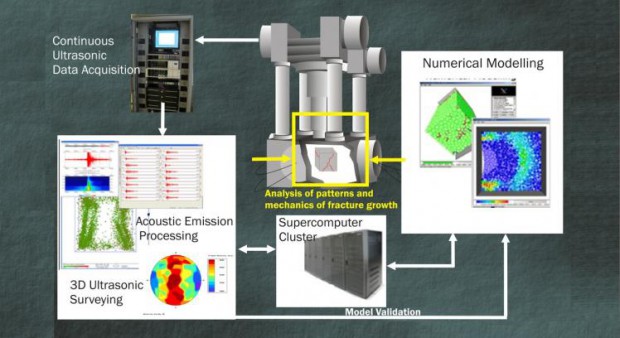 Continuous
Ultrasonic
Data Acquisition
Numerical Modelling
Analysis of patterns and
mechanics of fracture growth
Acoustic Emission
Processing
Supercomputer
Cluster
3D Ultrasonic
Surveying
Model Validation